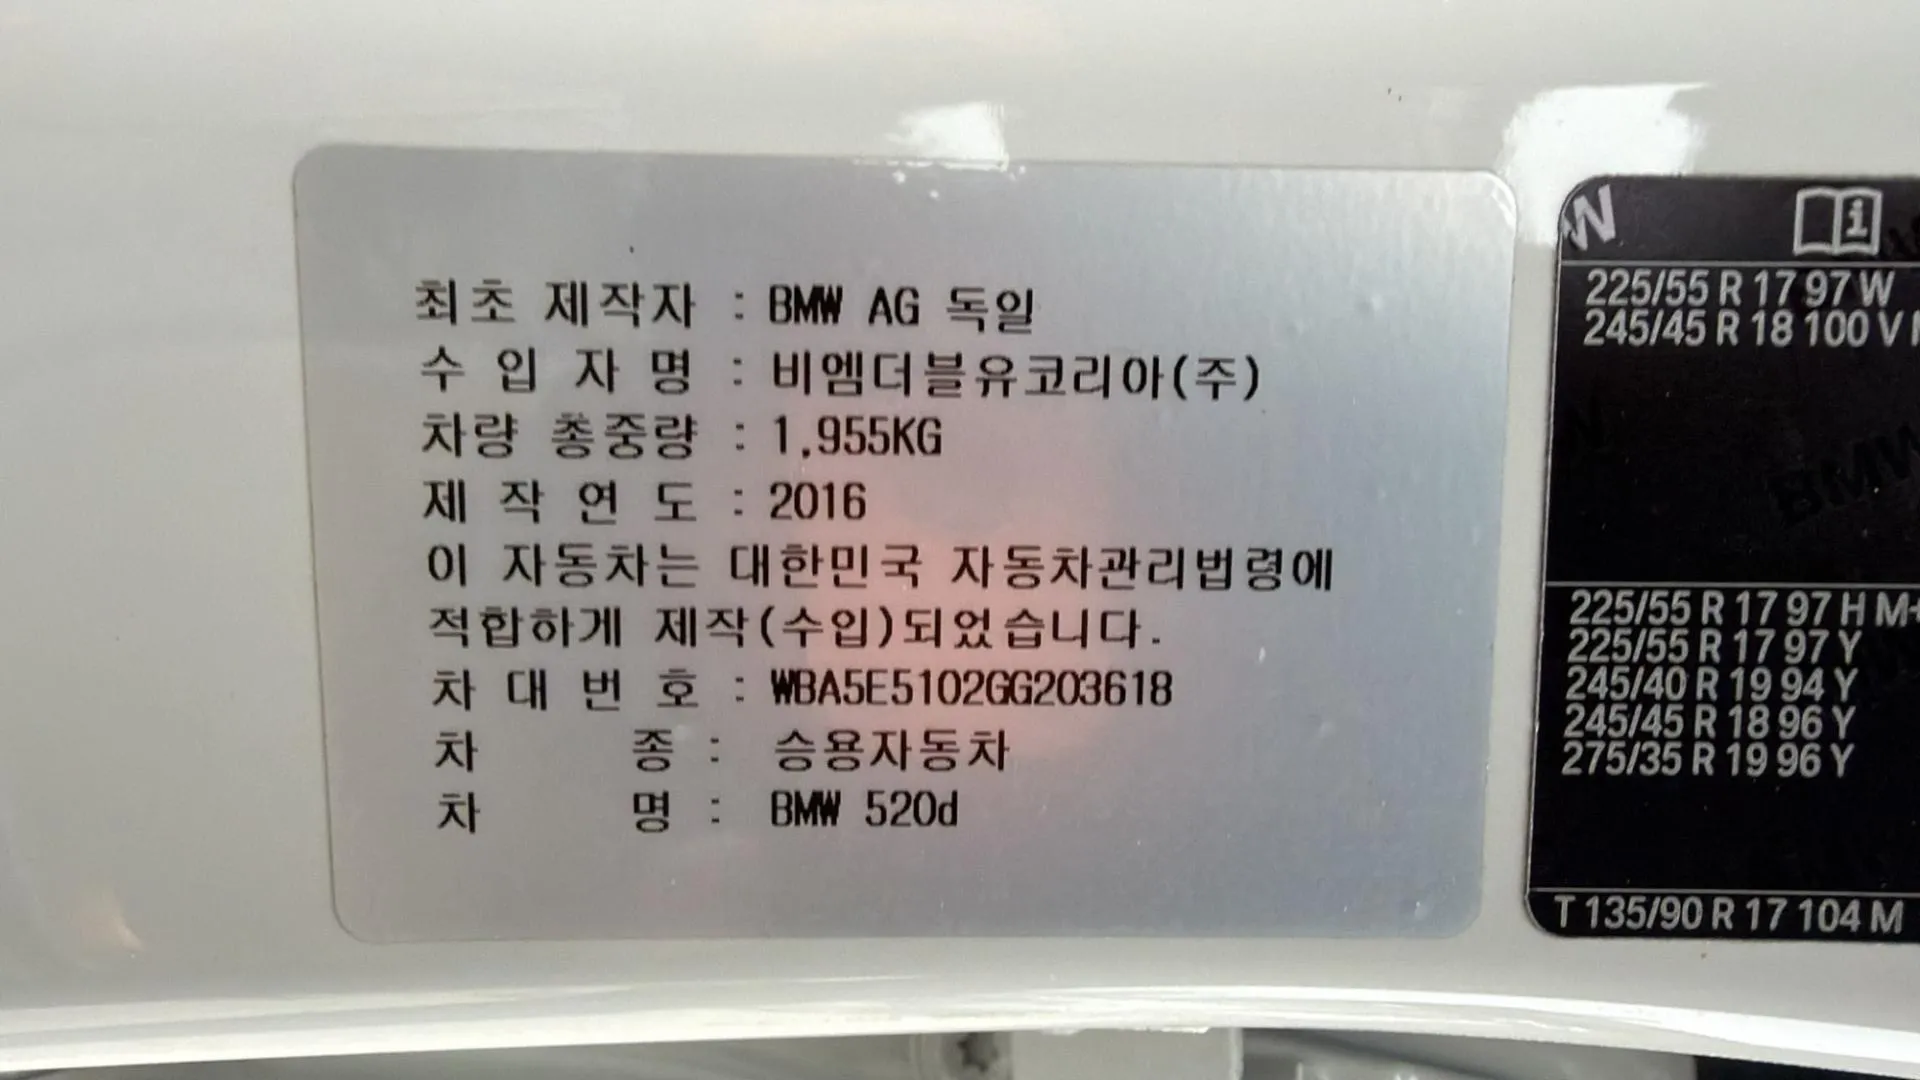 최초 제작자 : BMW AG 독일
수 입 자 명 : 비엠더블유코리아(주)
차량 총중량 : 1,955KG
제 작 연 도 : 2016
이 자동차는 대한민국 자동차관리법령에
적합하게 제작(수입)되었습니다.
차 대 번 호 : WBA5E5102GG203618
차 종 : 승용자동차
차 명 : BMW 520d
225/55 R 17 97 W
245/45 R 18 100 V
225/55 R 17 97 H M+
225/55 R 17 97 Y
245/40 R 19 94 Y
245/45 R 18 96 Y
275/35 R 19 96 Y
T 135/90 R 17 104 M